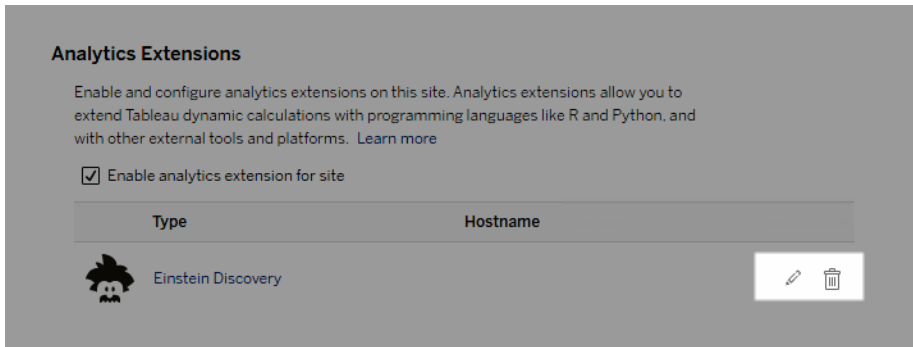 Analytics Extensions
Enable and configure analytics extensions on this site. Analytics extensions allow you to
extend Tableau dynamic calculations with programming languages like R and Python, and
with other external tools and platforms. Learn more
Enable analytics extension for site
Type Hostname
Einstein Discovery